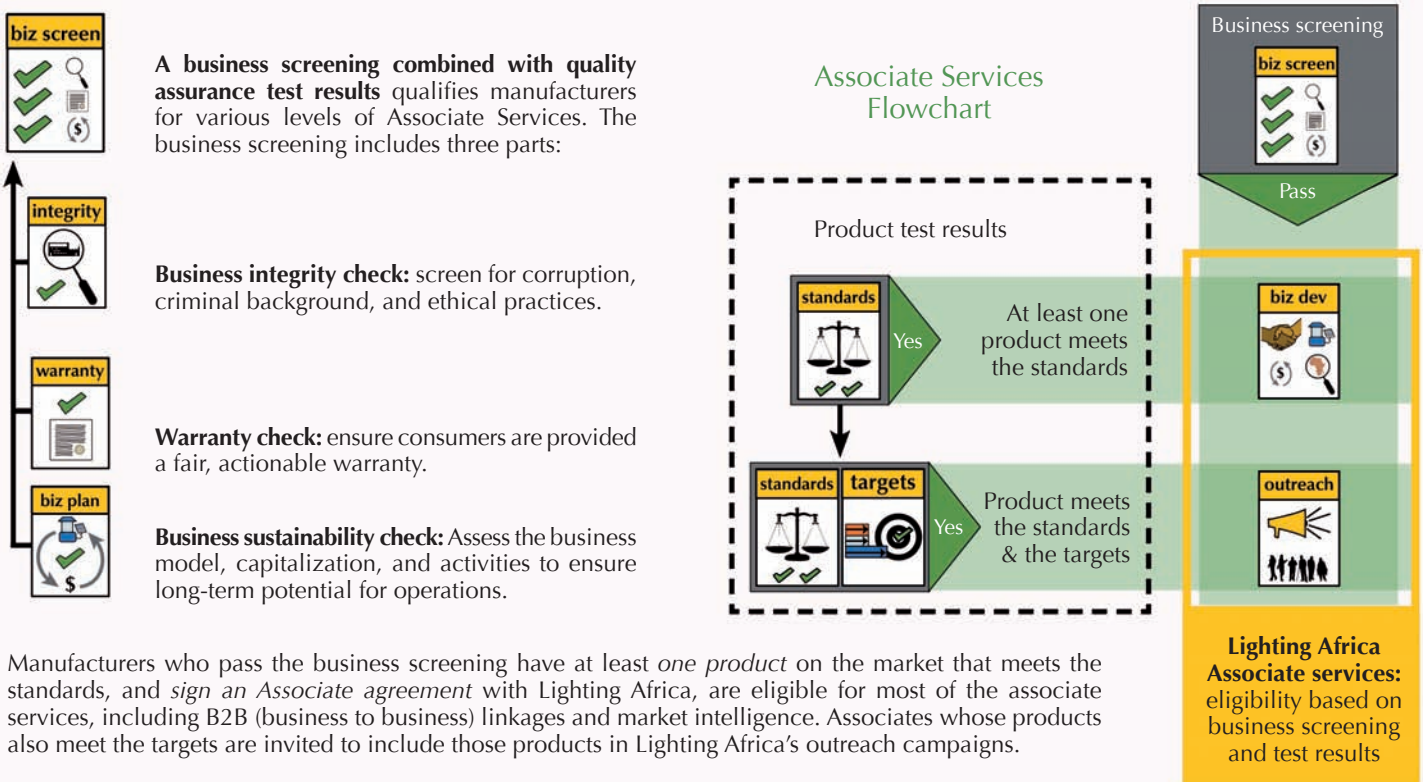 biz screen
A business screening combined with quality
assurance test results qualifies manufacturers
for various levels of Associate Services. The
business screening includes three parts:
integrity
Business integrity check: screen for corruption,
criminal background, and ethical practices.
warranty
Warranty check: ensure consumers are provided
a fair, actionable warranty.
biz plan
$
Business sustainability check: Assess the business
model, capitalization, and activities to ensure
long-term potential for operations.
Associate Services
Flowchart
Business screening
biz screen
Pass
Product test results
standards
Yes
At least one
product meets
the standards
biz dev
standards
targets
Yes
Product meets
the standards
& the targets
outreach
Lighting Africa
Associate services:
eligibility based on
business screening
and test results
Manufacturers who pass the business screening have at least one product on the market that meets the
standards, and sign an Associate agreement with Lighting Africa, are eligible for most of the associate
services, including B2B (business to business) linkages and market intelligence. Associates whose products
also meet the targets are invited to include those products in Lighting Africa's outreach campaigns.